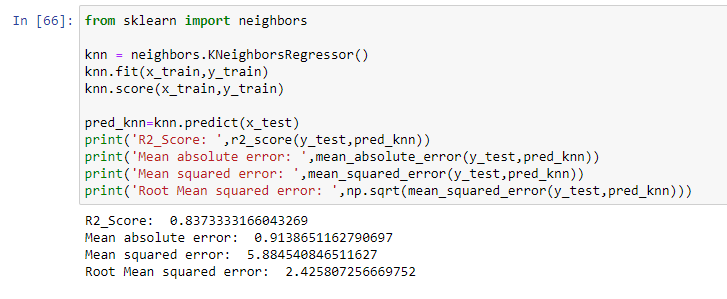 In [66]: from sklearn import neighbors
knn = neighbors.KNeighborsRegressor()
knn.fit(x_train,y_train)
knn.score(x_train,y_train)
pred_knn=knn.predict(x_test)
print('R2_Score: ',r2_score(y_test,pred_knn))
print('Mean absolute error: ',mean_absolute_error(y_test,pred_knn))
print('Mean squared error: ',mean_squared_error(y_test,pred_knn))
print('Root Mean squared error: ',np.sqrt(mean_squared_error(y_test,pred_knn)))
R2_Score:  0.8373333166043269
Mean absolute error:  0.9138651162790697
Mean squared error:  5.884540846511627
Root Mean squared error:  2.425807256669752